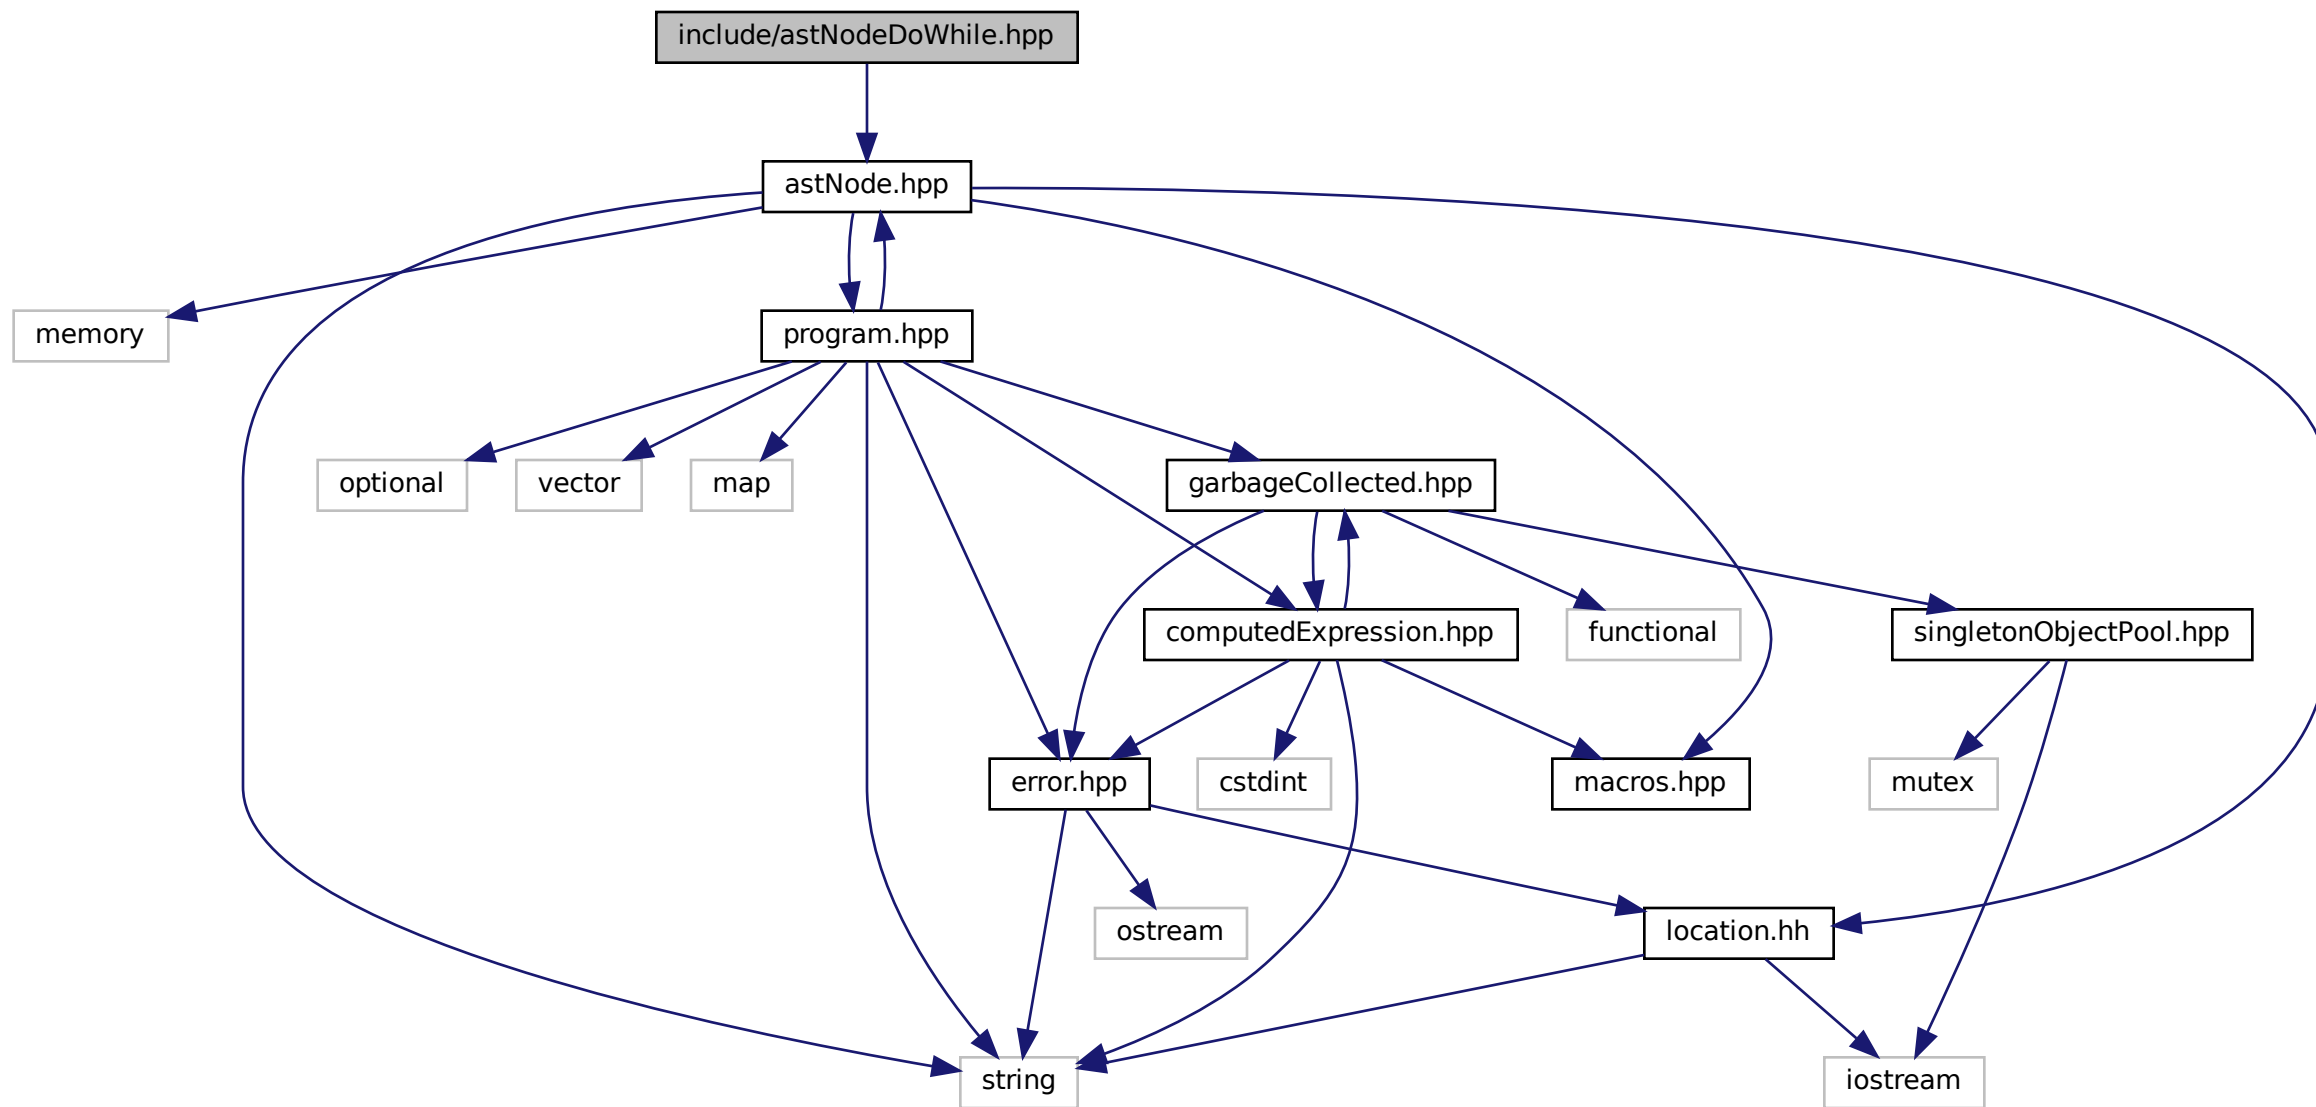 include/astNodeDoWhile.hpp
astNode.hpp
memory
program.hpp
optional
vector
map
garbageCollected.hpp
computedExpression.hpp
functional
singletonObjectPool.hpp
error.hpp
cstdint
macros.hpp
mutex
ostream
location.hh
string
iostream